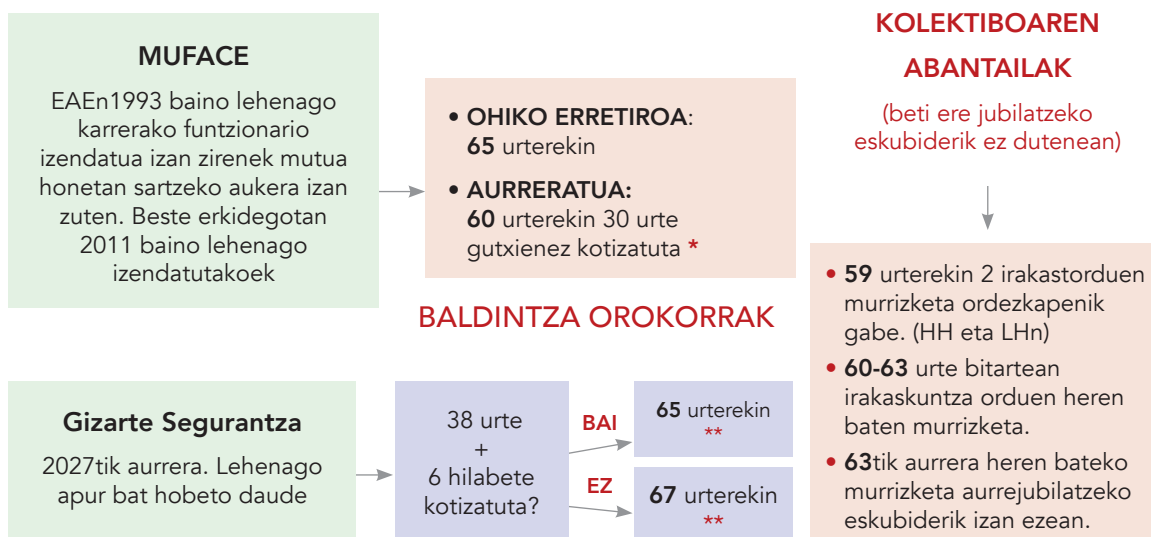 MUFACE
EAEn1993 baino lehenago
karrerako funtzionario
izendatua izan zirenek mutua
honetan sartzeko aukera izan
zuten. Beste erkidegotan
2011 baino lehenago
izendatutakoek
• OHIKO ERRETIROA:
65 urterekin
• AURRERATUA:
60 urterekin 30 urte
gutxienez kotizatuta *
BALDINTZA OROKORRAK
Gizarte Segurantza
2027tik aurrera. Lehenago
apur bat hobeto daude
38 urte
+
6 hilabete
kotizatuta?
BAI
65 urterekin
**
EZ
67 urterekin
**
KOLEKTIBOAREN
ABANTAILAK
(beti ere jubilatzeko
eskubiderik ez dutenean)
• 59 urterekin 2 irakastorduen
murrizketa ordezkapenik
gabe. (HH eta LHn)
• 60-63 urte bitartean
irakaskuntza orduen heren
baten murrizketa.
• 63tik aurrera heren bateko
murrizketa aurrejubilatzeko
eskubiderik izan ezean.